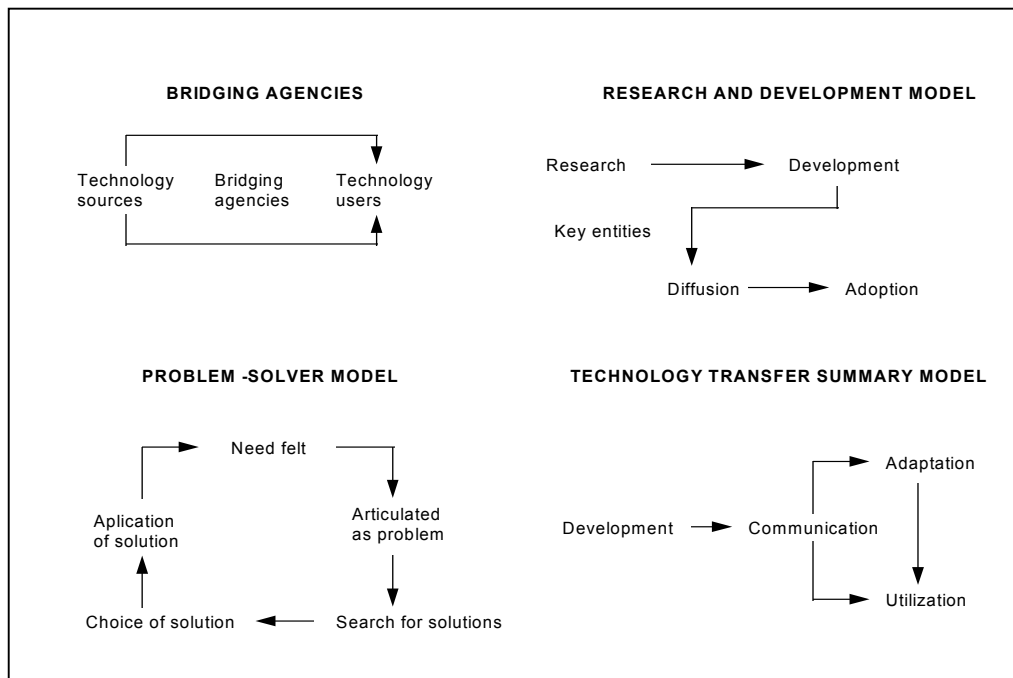 BRIDGING AGENCIES
Technology
sources
Bridging
agencies
Technology
users
RESEARCH AND DEVELOPMENT MODEL
Research
Development
Key entities
Diffusion
Adoption
PROBLEM -SOLVER MODEL
Need felt
Articulated
as problem
Search for solutions
Choice of solution
Aplication
of solution
TECHNOLOGY TRANSFER SUMMARY MODEL
Development
Communication
Adaptation
Utilization